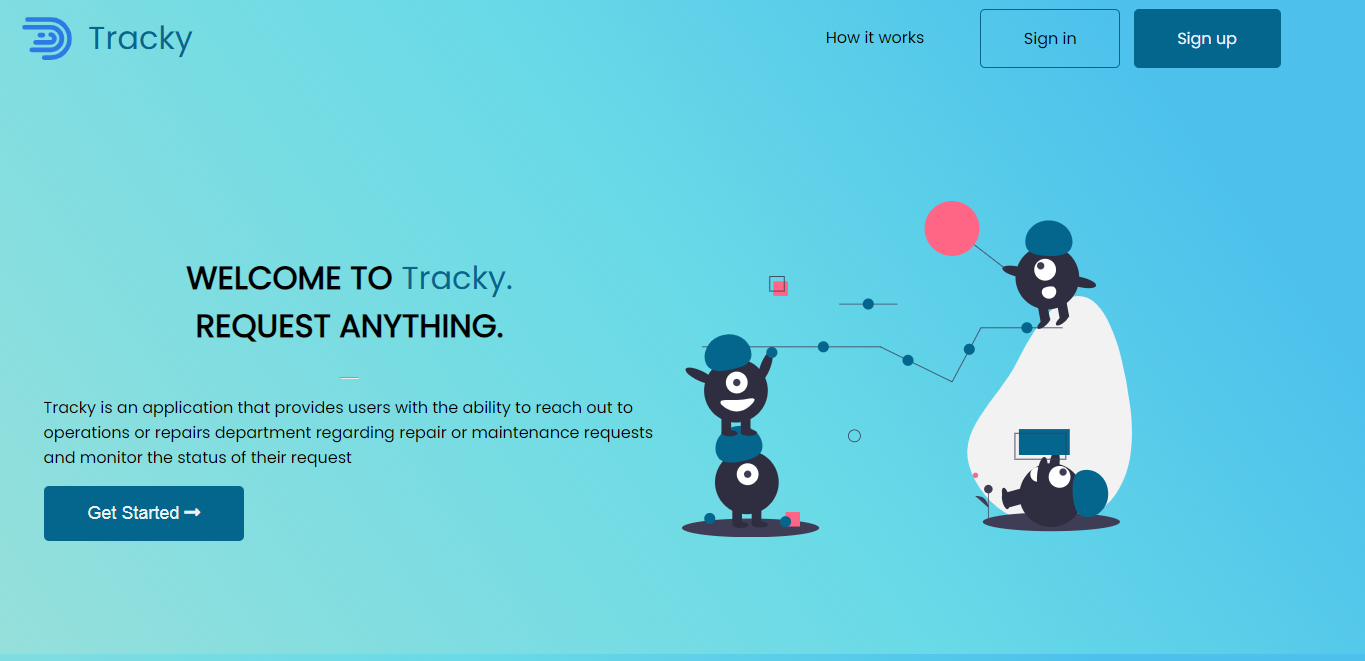 Tracky
How it works
Sign in
Sign up
WELCOME TO Tracky.
REQUEST ANYTHING.
Tracky is an application that provides users with the ability to reach out to
operations or repairs department regarding repair or maintenance requests
and monitor the status of their request
Get Started